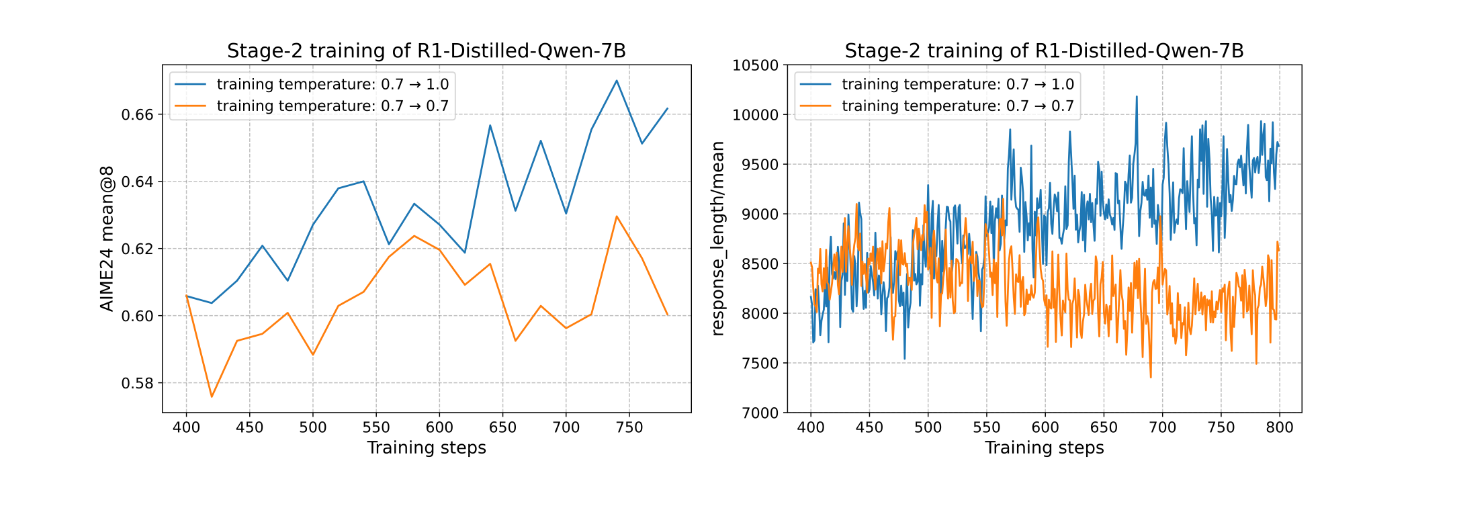 Stage-2 training of R1-Distilled-Qwen-7B
training temperature: 0.7 → 1.0
training temperature: 0.7 → 0.7
AIME24 mean@8
0.66
0.64
0.62
0.60
0.58
400 450 500 550 600 650 700 750
Training steps
Stage-2 training of R1-Distilled-Qwen-7B
training temperature: 0.7 → 1.0
training temperature: 0.7 → 0.7
response_length/mean
10500
10000
9500
9000
8500
8000
7500
7000
400 450 500 550 600 650 700 750 800
Training steps